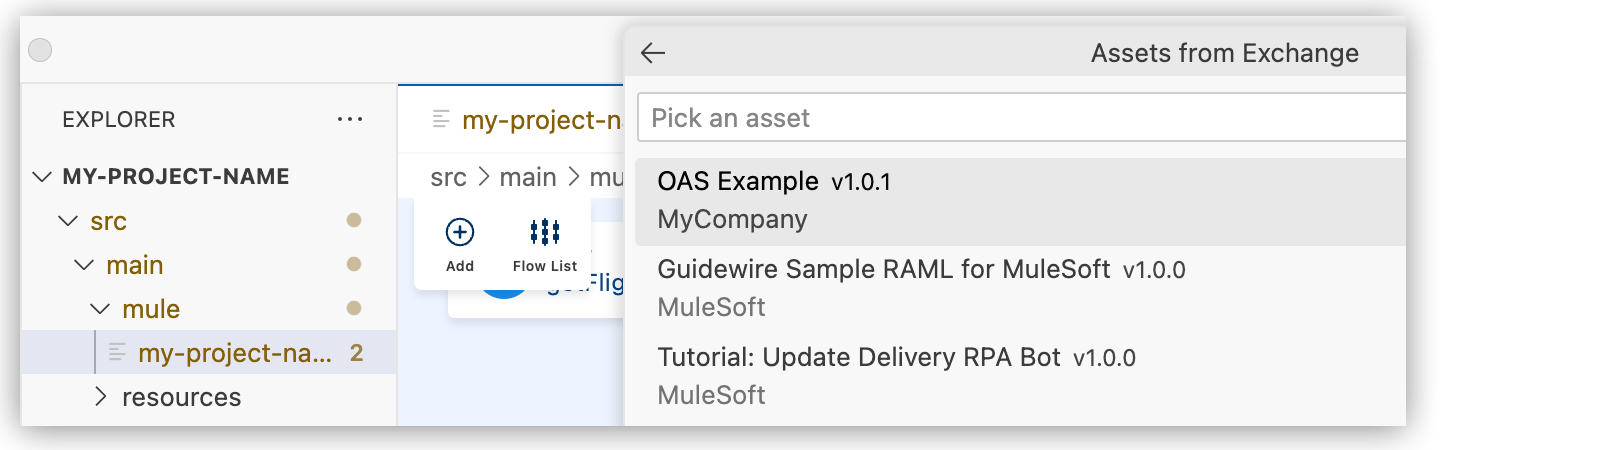 EXPLORER
MY-PROJECT-NAME
src
main
mule
my-project-na... 2
resources
my-project-n
src > main > mu
Add
Flow List
Assets from Exchange
Pick an asset
OAS Example v1.0.1
MyCompany
Guidewire Sample RAML for MuleSoft v1.0.0
MuleSoft
Tutorial: Update Delivery RPA Bot v1.0.0
MuleSoft